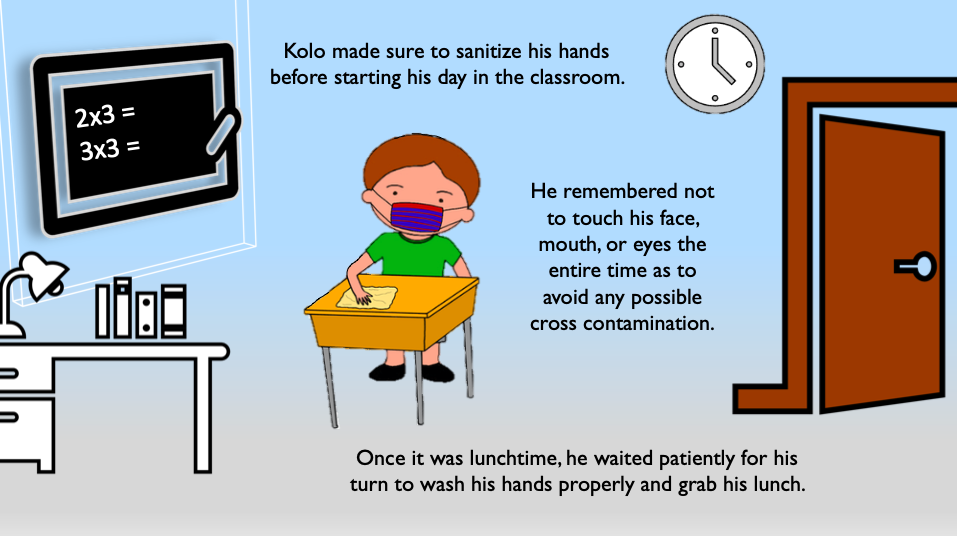 Kolo made sure to sanitize his hands
before starting his day in the classroom.
2x3 =
3x3 =
He remembered not
to touch his face,
mouth, or eyes the
entire time as to
avoid any possible
cross contamination.
Once it was lunchtime, he waited patiently for his
turn to wash his hands properly and grab his lunch.